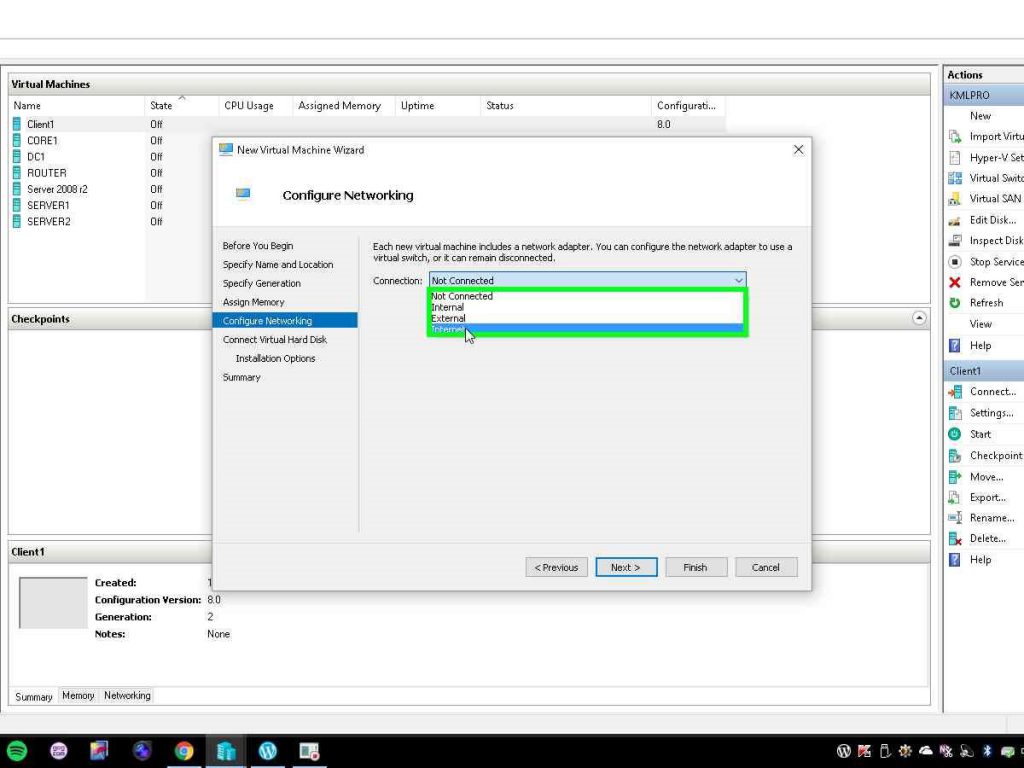 Virtual Machines
Name State CPU Usage Assigned Memory Uptime Status Configurati...
Client1 Off 8.0
CORE1 Off
DC1 Off
ROUTER Off
Server 2008 r2 Off
SERVER1 Off
SERVER2 Off
Checkpoints
Client1
Created:
Configuration Version: 8.0
Generation: 2
Notes: None
Summary Memory Networking
New Virtual Machine Wizard
Configure Networking
Before You Begin
Specify Name and Location
Specify Generation
Assign Memory
Configure Networking
Connect Virtual Hard Disk
Installation Options
Summary
Each new virtual machine includes a network adapter. You can configure the network adapter to use a
virtual switch, or it can remain disconnected.
Connection: Not Connected
Not Connected
Internal
External
< Previous Next > Finish Cancel
Actions
KMLPRO
New
Import Virtu
Hyper-V Set
Virtual Switc
Virtual SAN
Edit Disk...
Inspect Disk
Stop Service
Remove Ser
Refresh
View
Help
Client1
Connect...
Settings...
Start
Checkpoint
Move...
Export...
Rename...
Delete...
Help